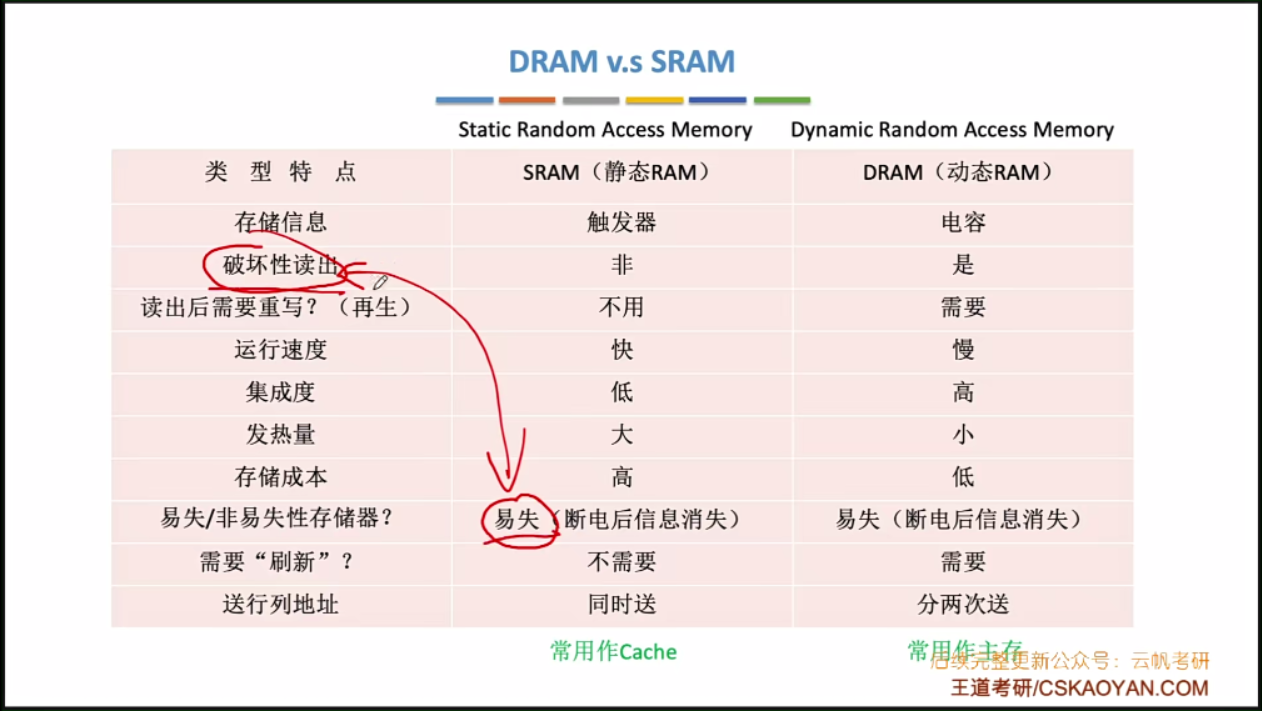 DRAM v.s SRAM
Static Random Access Memory Dynamic Random Access Memory
类 型 特 点 SRAM（静态RAM） DRAM（动态RAM）
存储信息 触发器 电容
破坏性读出 非 是
读出后需要重写？（再生） 不用 需要
运行速度 快 慢
集成度 低 高
发热量 大 小
存储成本 高 低
易失/非易失性存储器？ 易失（断电后信息消失） 易失（断电后信息消失）
需要“刷新”？ 不需要 需要
送行列地址 同时送 分两次送
常用作Cache 常用作主存
后续完整更新公众号：云帆考研
王道考研/CSKAOYAN.COM